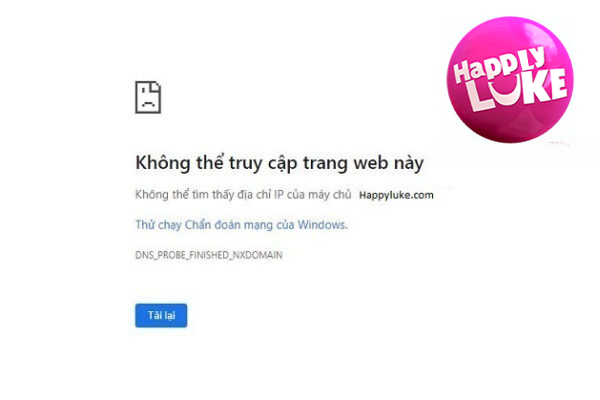 HAPPLY
LUKE
Không thể truy cập trang web này
Không thể tìm thấy địa chỉ IP của máy chủ Happyluke.com
Thử chạy Chẩn đoán mạng của Windows.
DNS_PROBE_FINISHED_NXDOMAIN
Tải lại